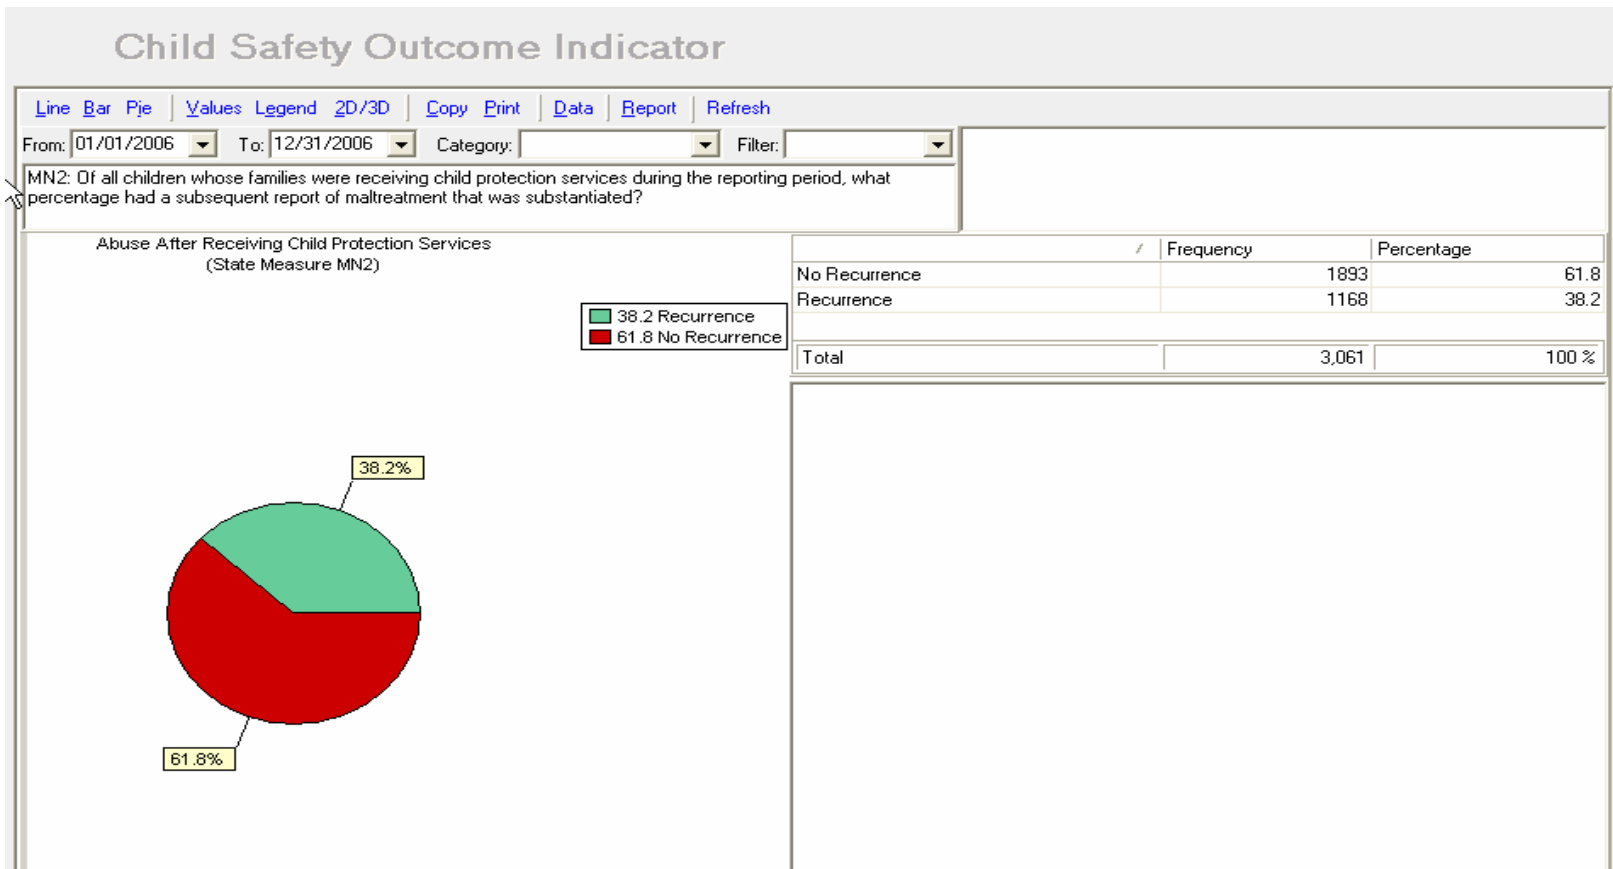 Child Safety Outcome Indicator
Line Bar Pie Values Legend 2D/3D Copy Print Data Report Refresh
From: 01/01/2006 To: 12/31/2006 Category: Filter:
MN2: Of all children whose families were receiving child protection services during the reporting period, what
percentage had a subsequent report of maltreatment that was substantiated?
Abuse After Receiving Child Protection Services
(State Measure MN2)
38.2 Recurrence
61.8 No Recurrence
38.2%
61.8%
/ Frequency Percentage
No Recurrence 1893 61.8
Recurrence 1168 38.2
Total 3,061 100 %